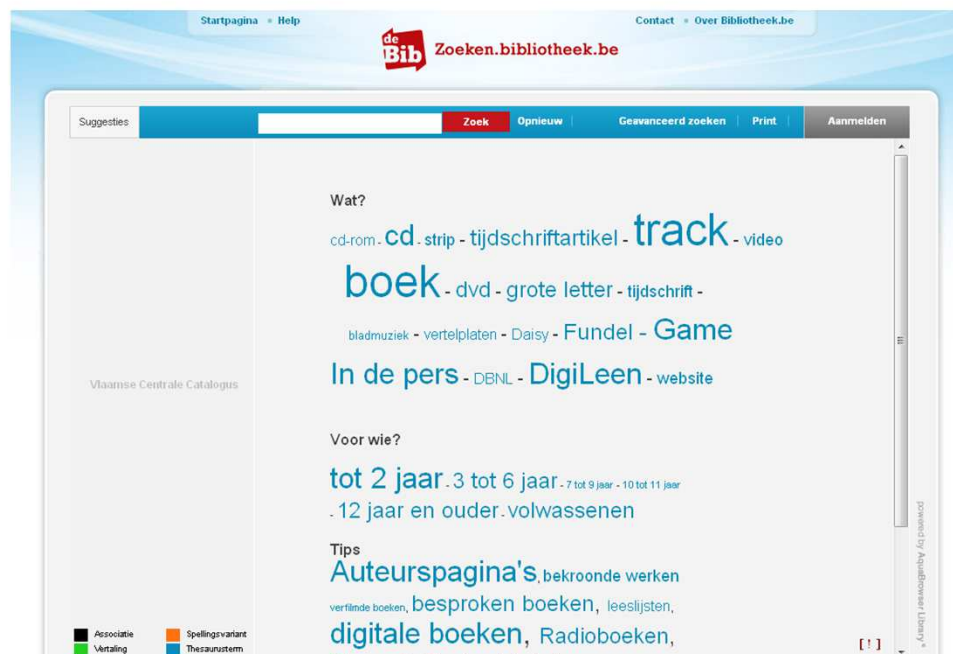 Startpagina Help Contact Over Bibliotheek.be
de Bib Zoeken.bibliotheek.be
Suggesties Zoek Opnieuw Geavanceerd zoeken Print Aanmelden
Wat?
cd-rom - cd - strip - tijdschriftartikel - track - video
boek - dvd - grote letter - tijdschrift -
bladmuziek - vertelplaten - Daisy - Fundel - Game
In de pers - DBNL - DigiLeen - website
Vlaamse Centrale Catalogus
Voor wie?
tot 2 jaar - 3 tot 6 jaar - 7 tot 9 jaar - 10 tot 11 jaar
- 12 jaar en ouder - volwassenen
Tips
Auteurspagina's, bekroonde werken
verfilmde boeken, besproken boeken, leeslijsten,
digitale boeken, Radioboeken,
Associatie Spellingsvariant
Vertaling Thesaurusterm
[ ! ]
powered by AquaBrowser Library®